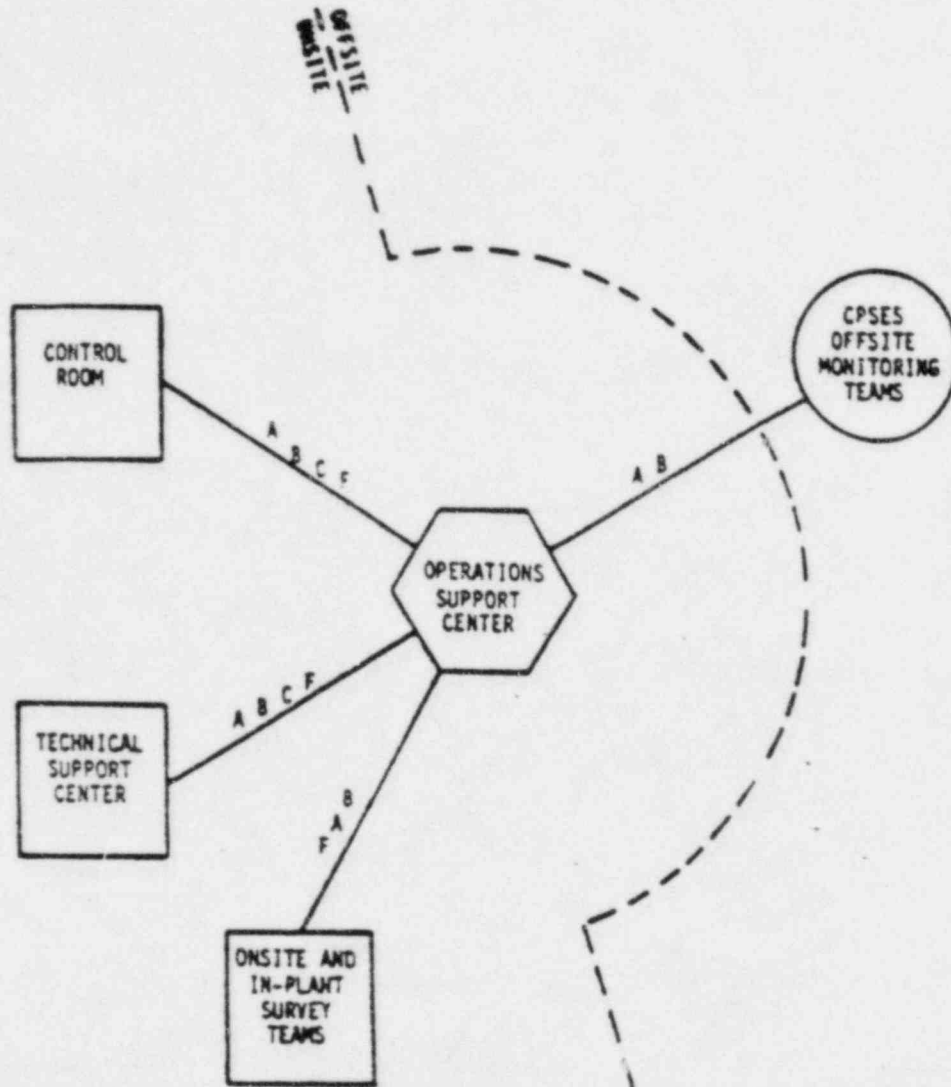 OFFSITE
ONSITE
CONTROL
ROOM
CPSES
OFFSITE
MONITORING
TEAMS
A B C F
A B
OPERATIONS
SUPPORT
CENTER
A B C F
TECHNICAL
SUPPORT
CENTER
B
A
F
ONSITE AND
IN-PLANT
SURVEY
TEAMS